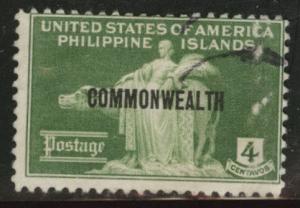 UNITED STATES OF AMERICA
PHILIPPINE ISLANDS
COMMONWEALTH
Postage
4
CENTAVOS